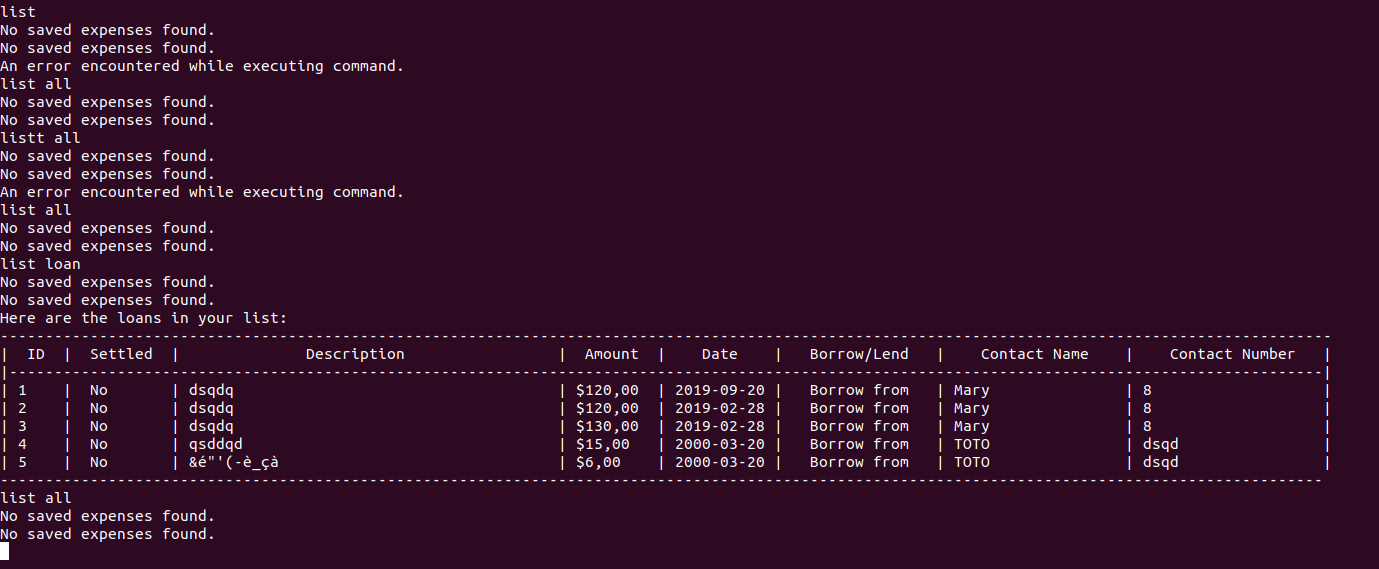 list
No saved expenses found.
No saved expenses found.
An error encountered while executing command.
list all
No saved expenses found.
No saved expenses found.
listt all
No saved expenses found.
No saved expenses found.
An error encountered while executing command.
list all
No saved expenses found.
No saved expenses found.
list loan
No saved expenses found.
No saved expenses found.
Here are the loans in your list:
| ID | Settled | Description | Amount | Date | Borrow/Lend | Contact Name | Contact Number |
| 1 | No | dsqdq | $120,00 | 2019-09-20 | Borrow from | Mary | 8 |
| 2 | No | dsqdq | $120,00 | 2019-02-28 | Borrow from | Mary | 8 |
| 3 | No | dsqdq | $130,00 | 2019-02-28 | Borrow from | Mary | 8 |
| 4 | No | qsddqd | $15,00 | 2000-03-20 | Borrow from | TOTO | dsqd |
| 5 | No | &é"'(-è_çà | $6,00 | 2000-03-20 | Borrow from | TOTO | dsqd |
list all
No saved expenses found.
No saved expenses found.